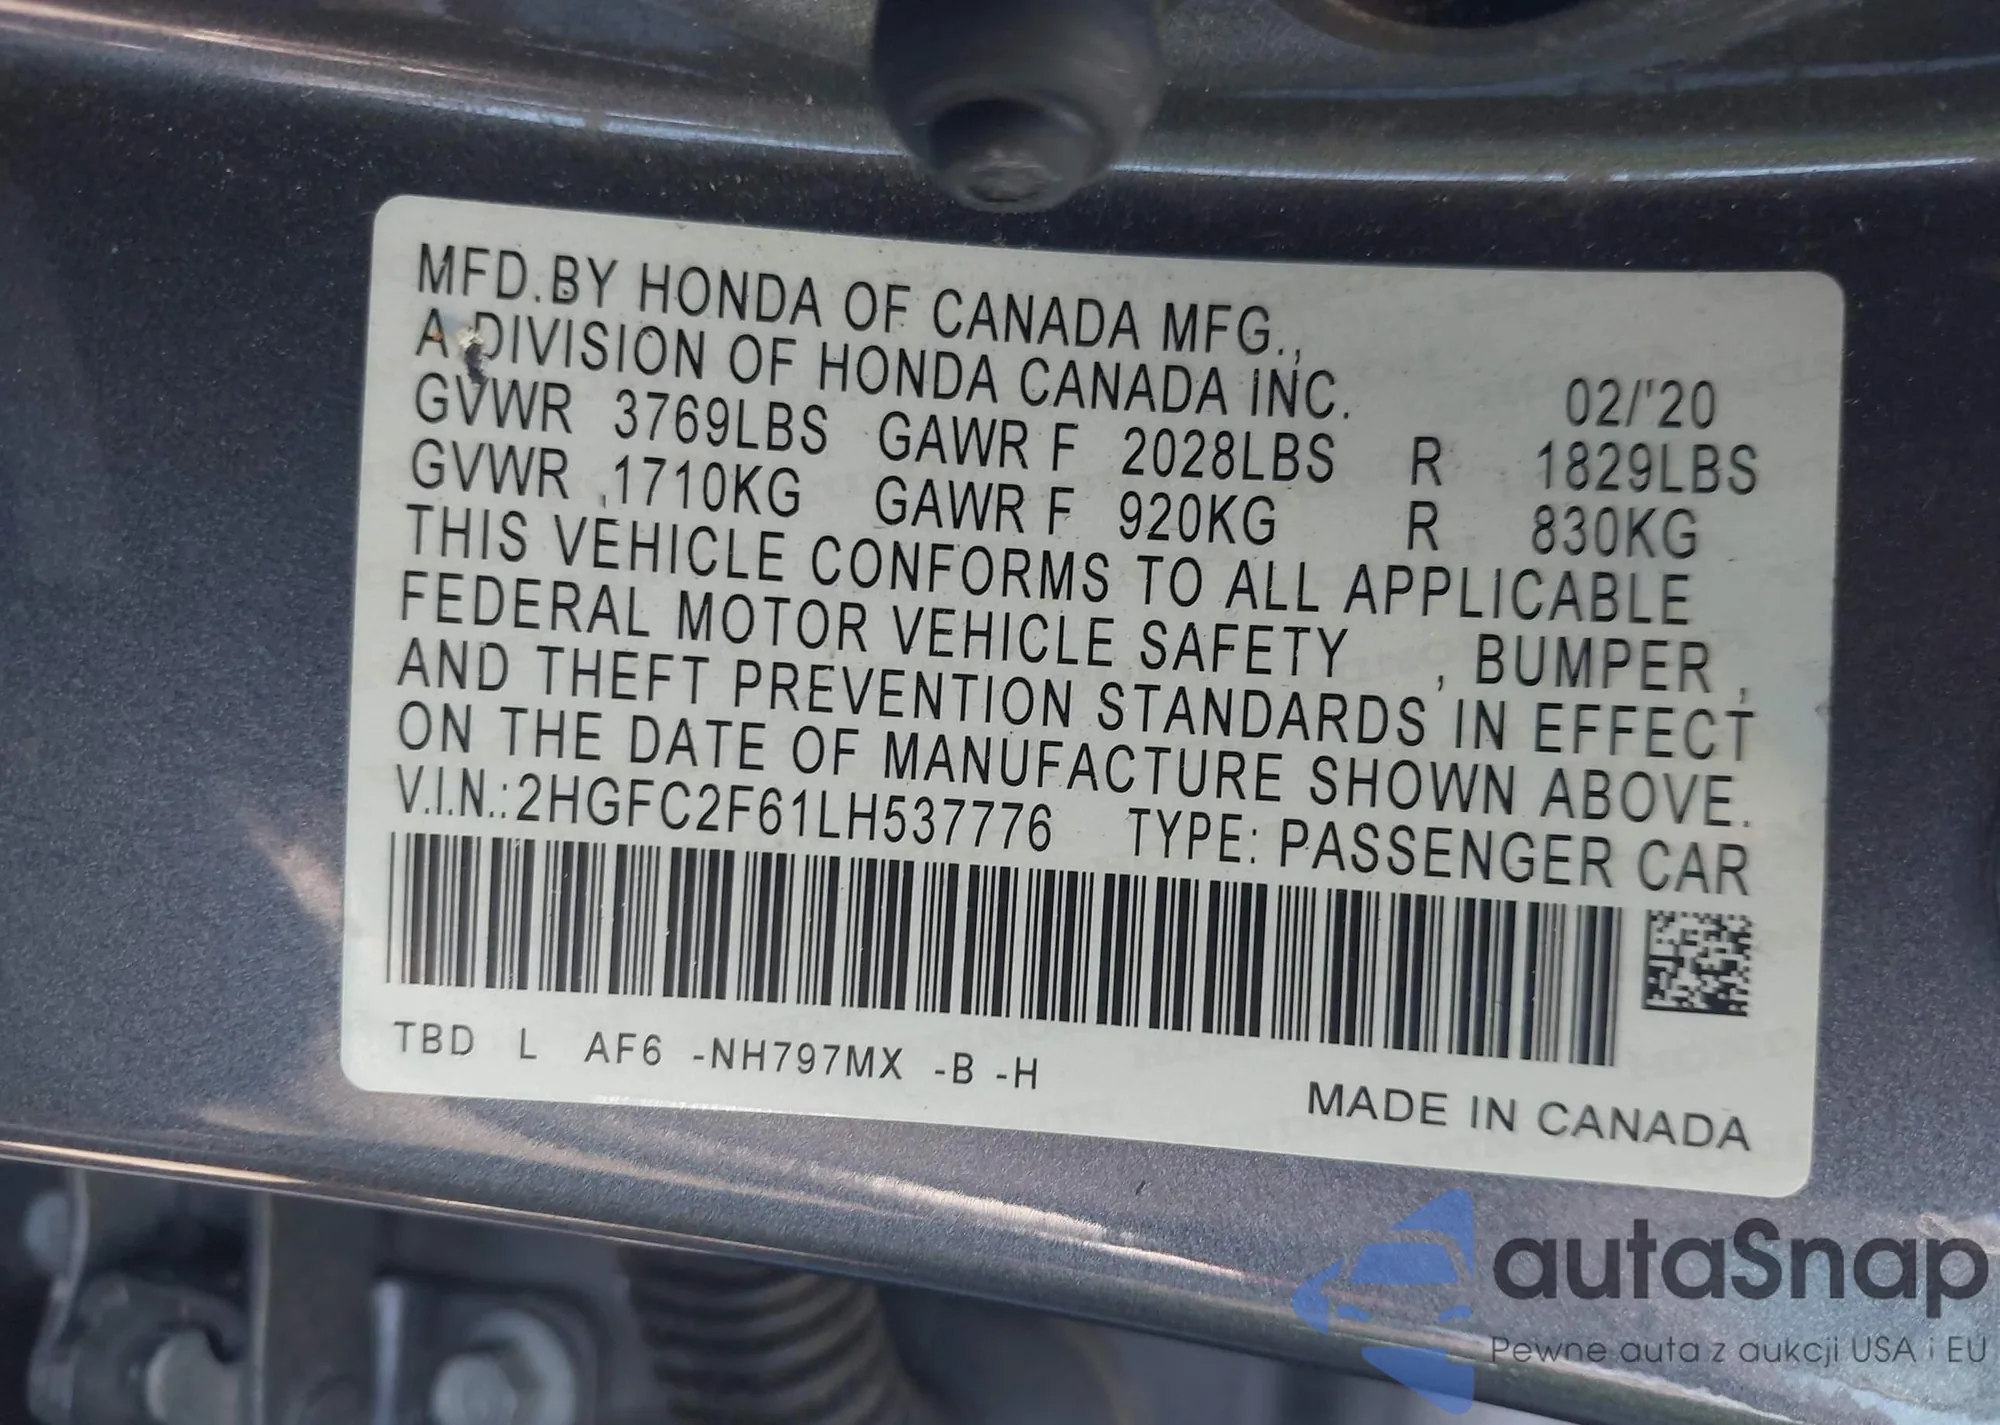 MFD.BY HONDA OF CANADA MFG.,
A DIVISION OF HONDA CANADA INC. 02/'20
GVWR 3769LBS GAWR F 2028LBS R 1829LBS
GVWR 1710KG GAWR F 920KG R 830KG
THIS VEHICLE CONFORMS TO ALL APPLICABLE
FEDERAL MOTOR VEHICLE SAFETY , BUMPER ,
AND THEFT PREVENTION STANDARDS IN EFFECT
ON THE DATE OF MANUFACTURE SHOWN ABOVE.
V.I.N.:2HGFC2F61LH537776 TYPE: PASSENGER CAR
TBD L AF6 -NH797MX -B -H
MADE IN CANADA
autaSnap
Pewne auta z aukcji USA i EU